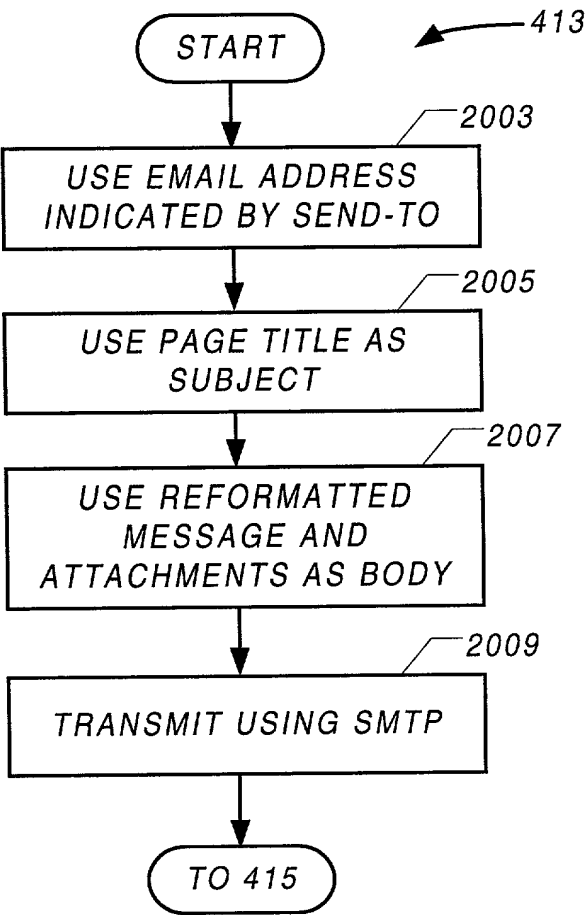 START
413
2003
USE EMAIL ADDRESS
INDICATED BY SEND-TO
2005
USE PAGE TITLE AS
SUBJECT
2007
USE REFORMATTED
MESSAGE AND
ATTACHMENTS AS BODY
2009
TRANSMIT USING SMTP
TO 415